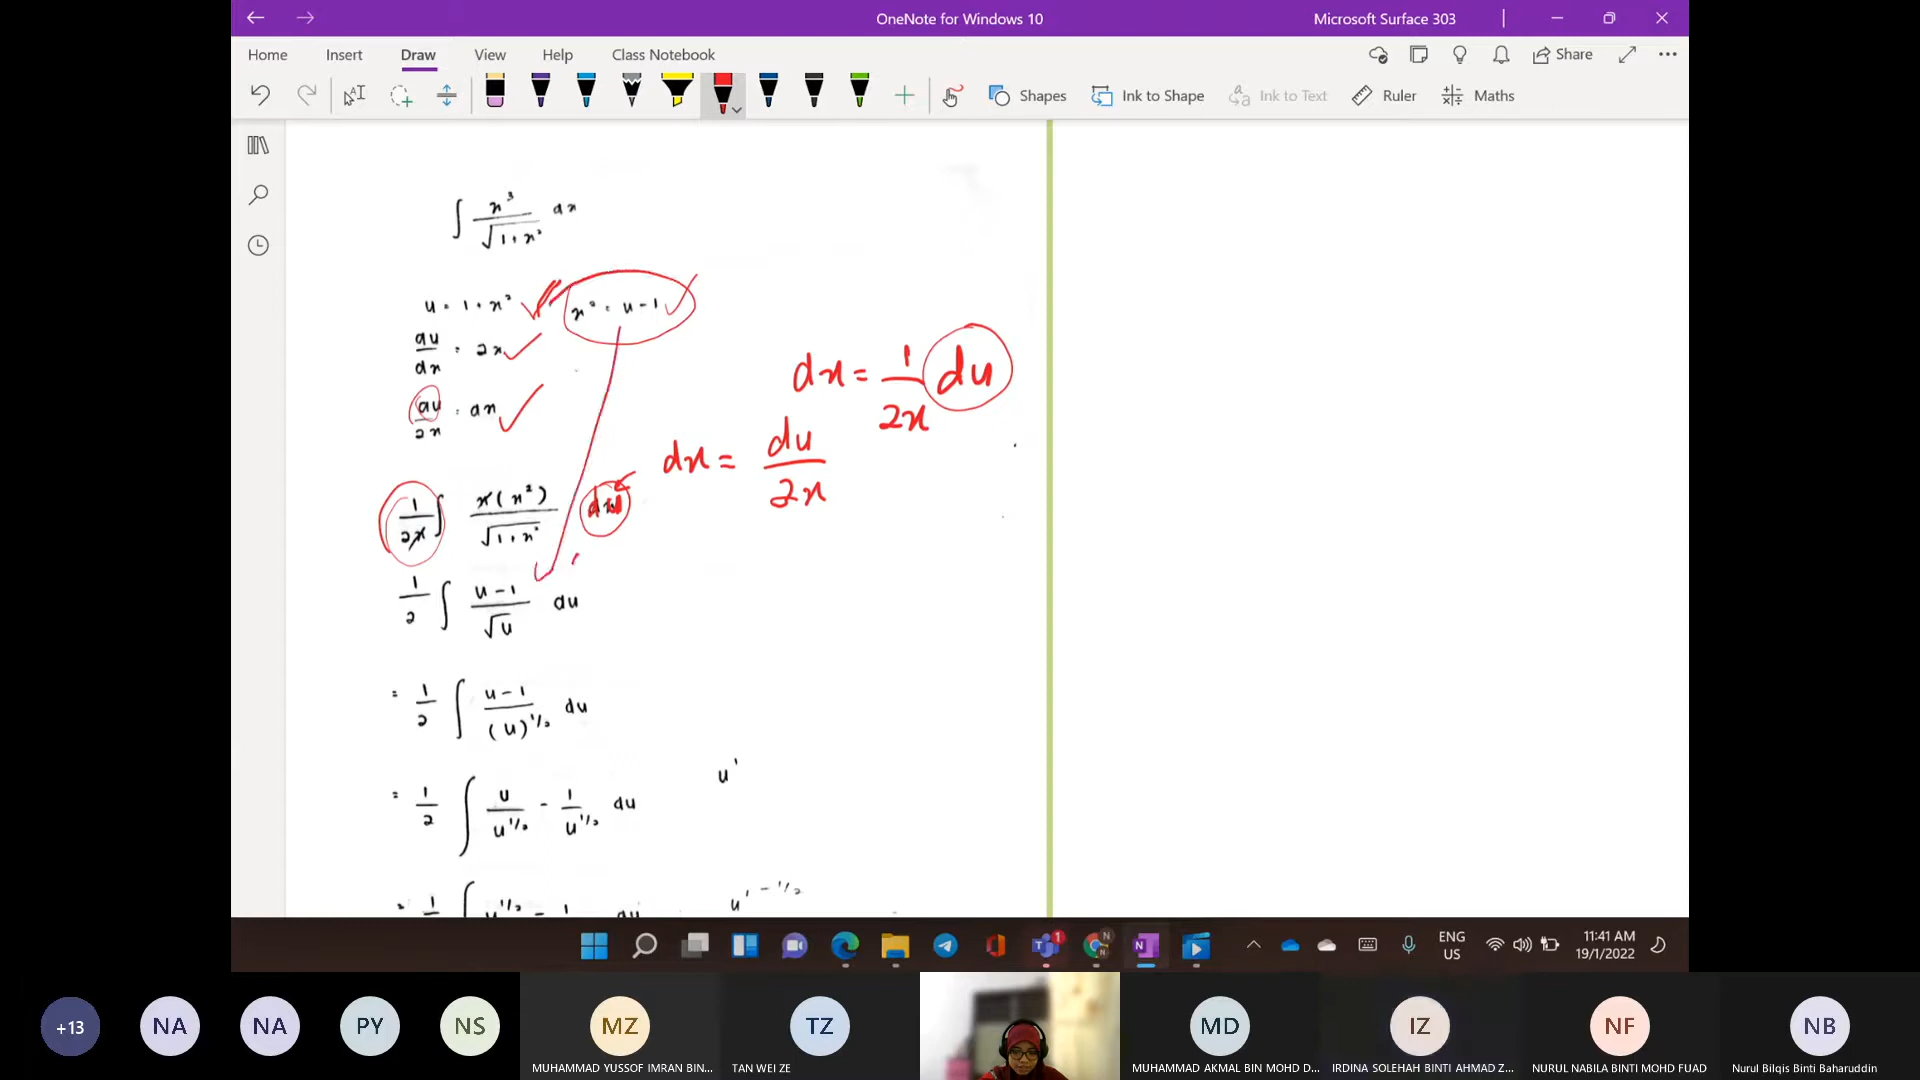 OneNote for Windows 10
Microsoft Surface 303
Home Insert Draw View Help Class Notebook
Share
Shapes Ink to Shape Ink to Text Ruler Maths
∫ x³/√(1+x²) dx
u = 1 + x² x² = u - 1
du/dx = 2x
du/2x = dx
dx = 1/2x du
dx = du/2x
1/2x ∫ x(x²)/√(1+x²) du
1/2 ∫ (u-1)/√u du
= 1/2 ∫ (u-1)/(u)^1/2 du
u¹
= 1/2 ∫ u/u^1/2 - 1/u^1/2 du
u^1-1/2
ENG
US
11:41 AM
19/1/2022
+13 NA NA PY NS MZ TZ MD IZ NF NB
MUHAMMAD YUSSOF IMRAN BIN... TAN WEI ZE MUHAMMAD AKMAL BIN MOHD D... IRDINA SOLEHAH BINTI AHMAD Z... NURUL NABILA BINTI MOHD FUAD Nurul Bilqis Binti Baharuddin